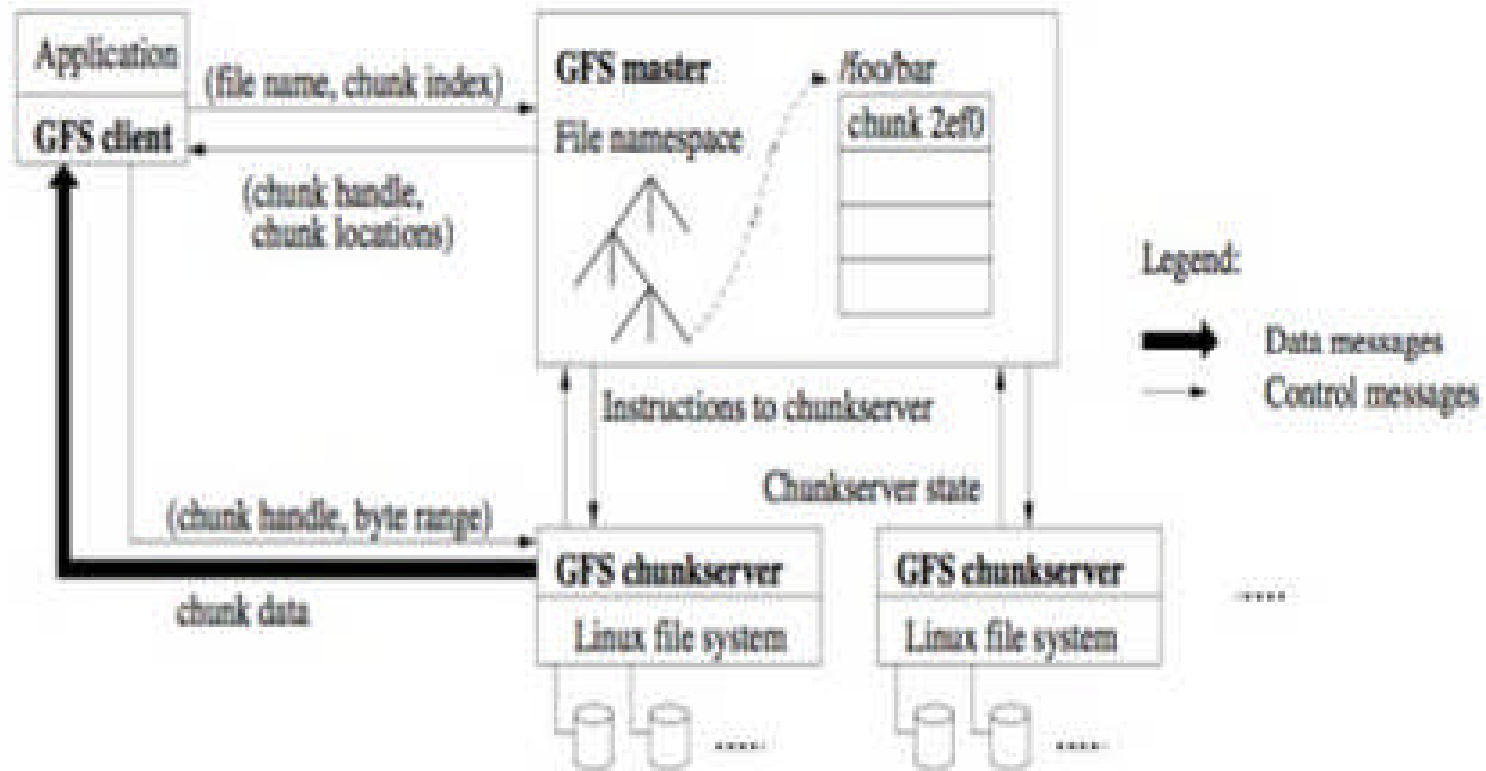 Application
GFS client
(file name, chunk index)
(chunk handle,
chunk locations)
GFS master
File namespace
/foo/bar
chunk 2ef0
Legend:
Data messages
Control messages
Instructions to chunkserver
Chunkserver state
(chunk handle, byte range)
chunk data
GFS chunkserver
Linux file system
GFS chunkserver
Linux file system
.....
.....
.....